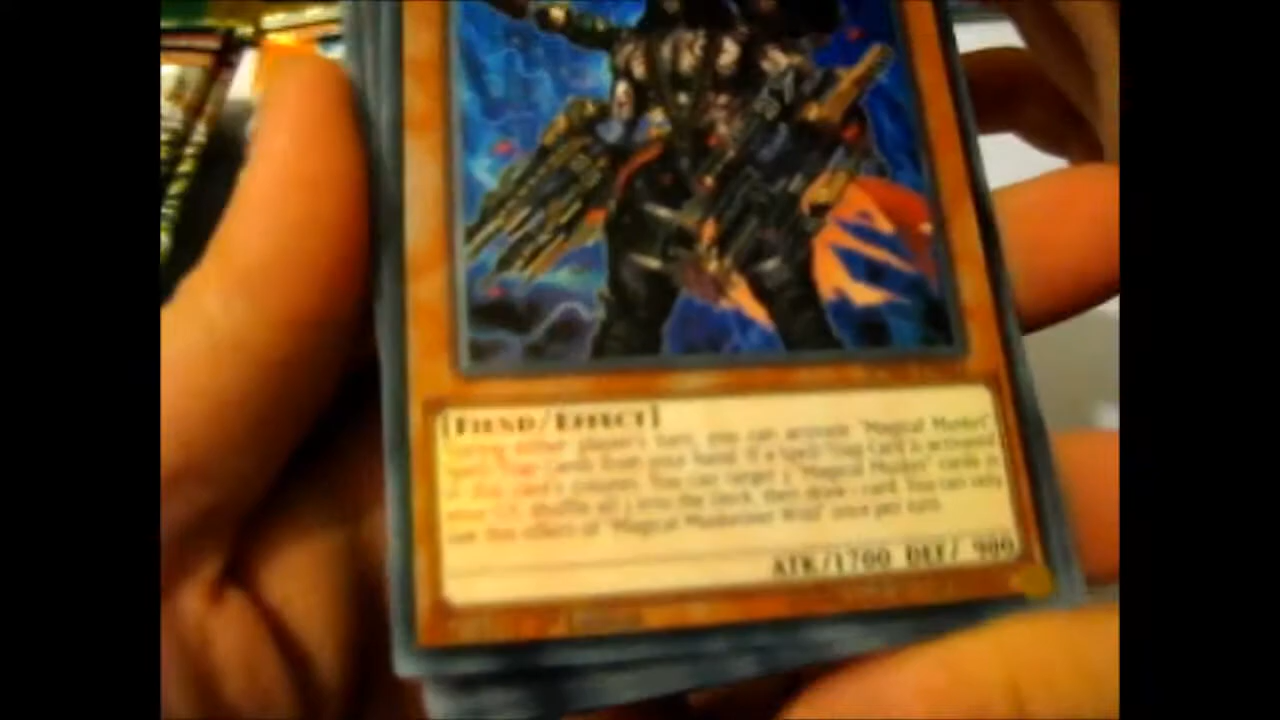 [FIEND/EFFECT]
During either player's turn, you can activate "Magical Musket"
Spell/Trap Cards from your hand. If a Spell/Trap Card is activated
in this card's column: You can target 3 "Magical Musket" cards in
your GY; shuffle all 3 into the Deck, then draw 1 card. You can only
use this effect of "Magical Musketeer Wild" once per turn.
ATK/1700 DEF/ 900